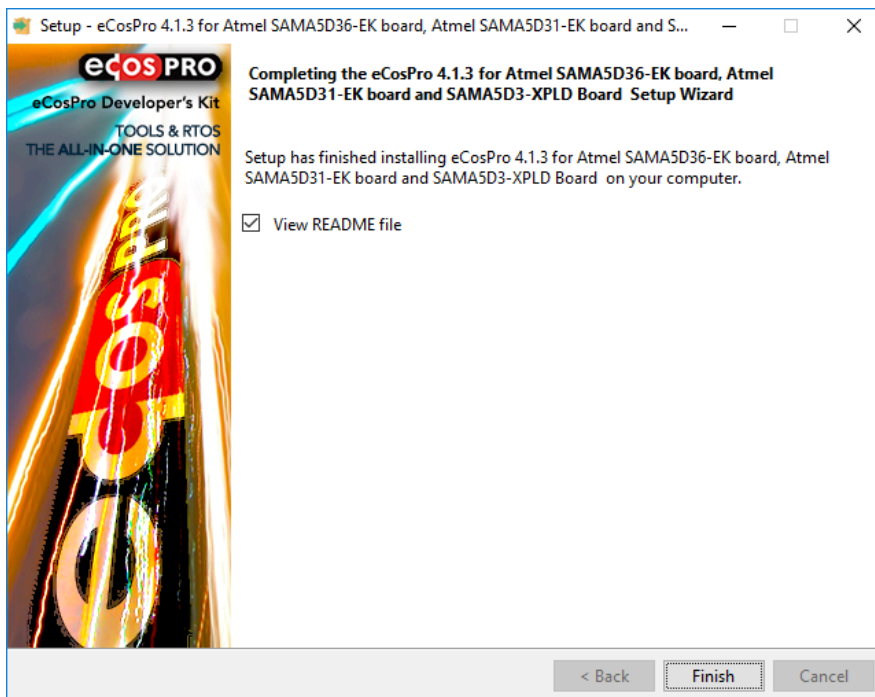 Setup - eCosPro 4.1.3 for Atmel SAMA5D36-EK board, Atmel SAMA5D31-EK board and S...
eCOS PRO
eCosPro Developer's Kit
TOOLS & RTOS
THE ALL-IN-ONE SOLUTION
eCOS PRO
Completing the eCosPro 4.1.3 for Atmel SAMA5D36-EK board, Atmel
SAMA5D31-EK board and SAMA5D3-XPLD Board Setup Wizard
Setup has finished installing eCosPro 4.1.3 for Atmel SAMA5D36-EK board, Atmel
SAMA5D31-EK board and SAMA5D3-XPLD Board on your computer.
View README file
< Back
Finish
Cancel